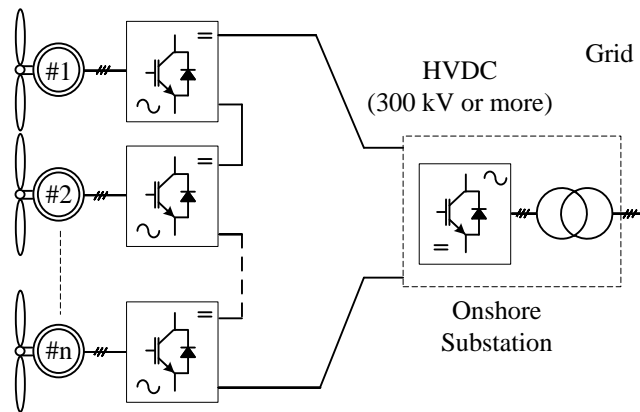 #1
HVDC
(300 kV or more)
Grid
#2
#n
Onshore
Substation